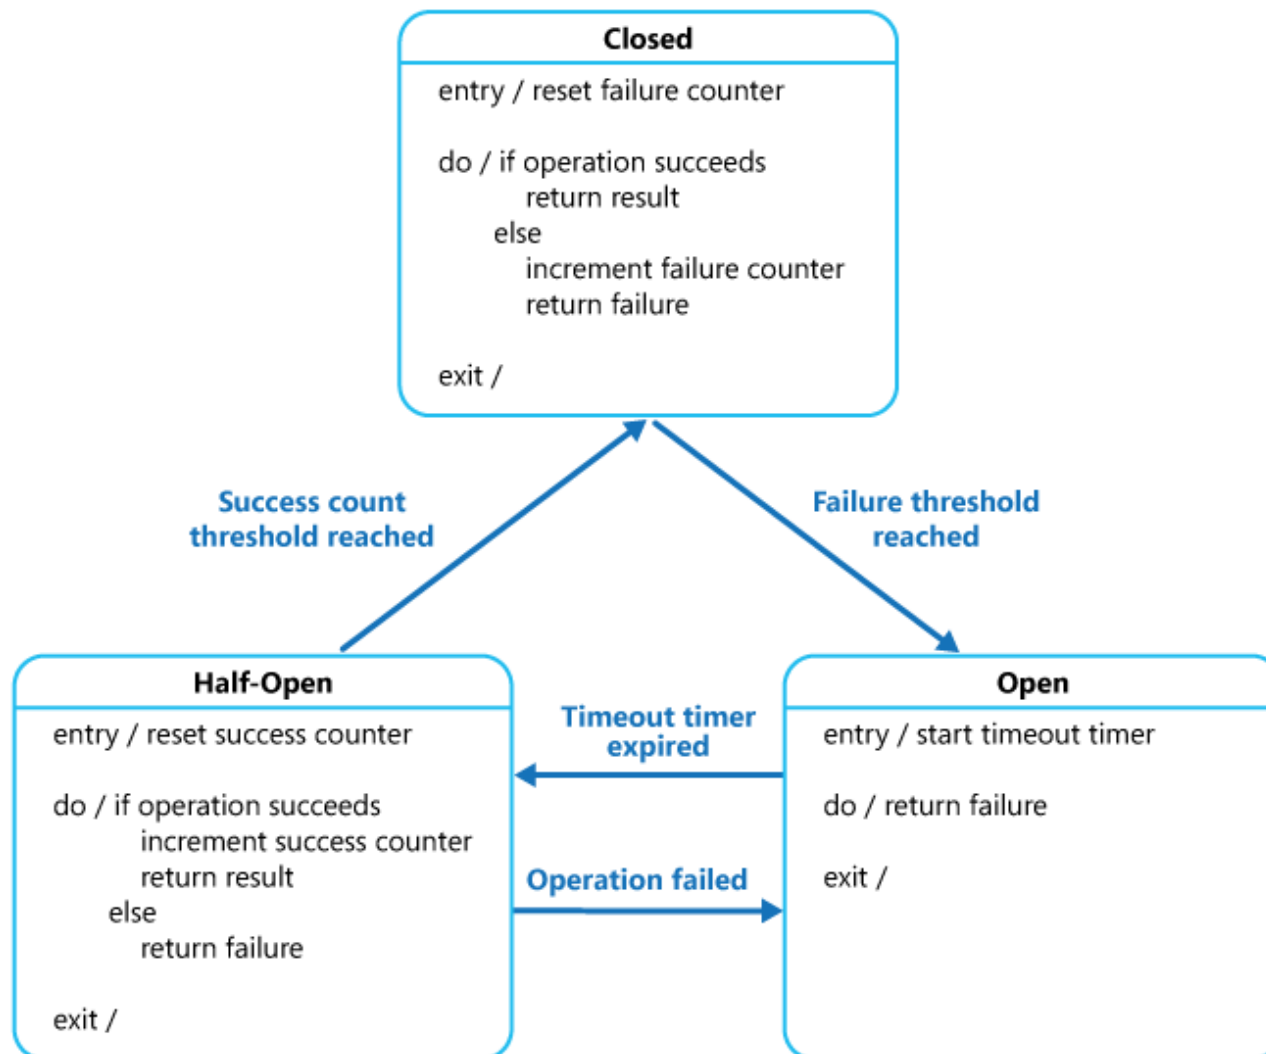 Closed
entry / reset failure counter
do / if operation succeeds
return result
else
increment failure counter
return failure
exit /
Success count
threshold reached
Failure threshold
reached
Half-Open
entry / reset success counter
do / if operation succeeds
increment success counter
return result
else
return failure
exit /
Timeout timer
expired
Operation failed
Open
entry / start timeout timer
do / return failure
exit /